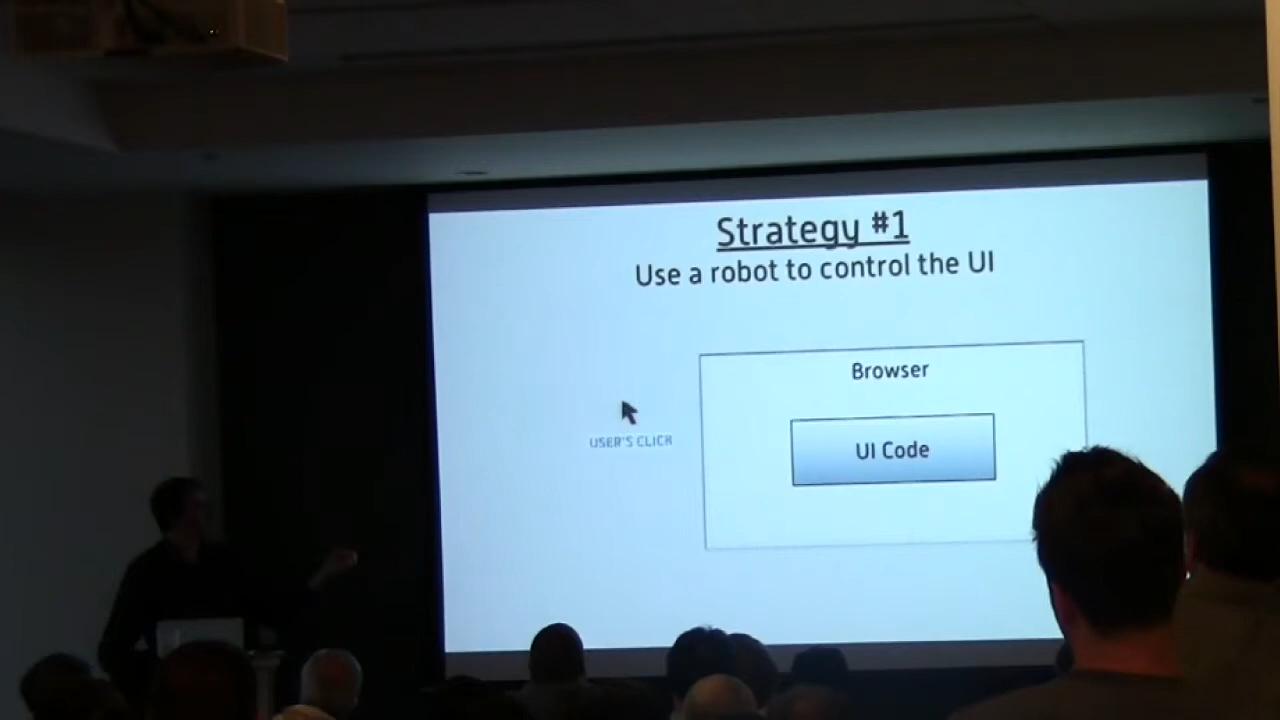 Strategy #1
Use a robot to control the UI
Browser
USER'S CLICK
UI Code